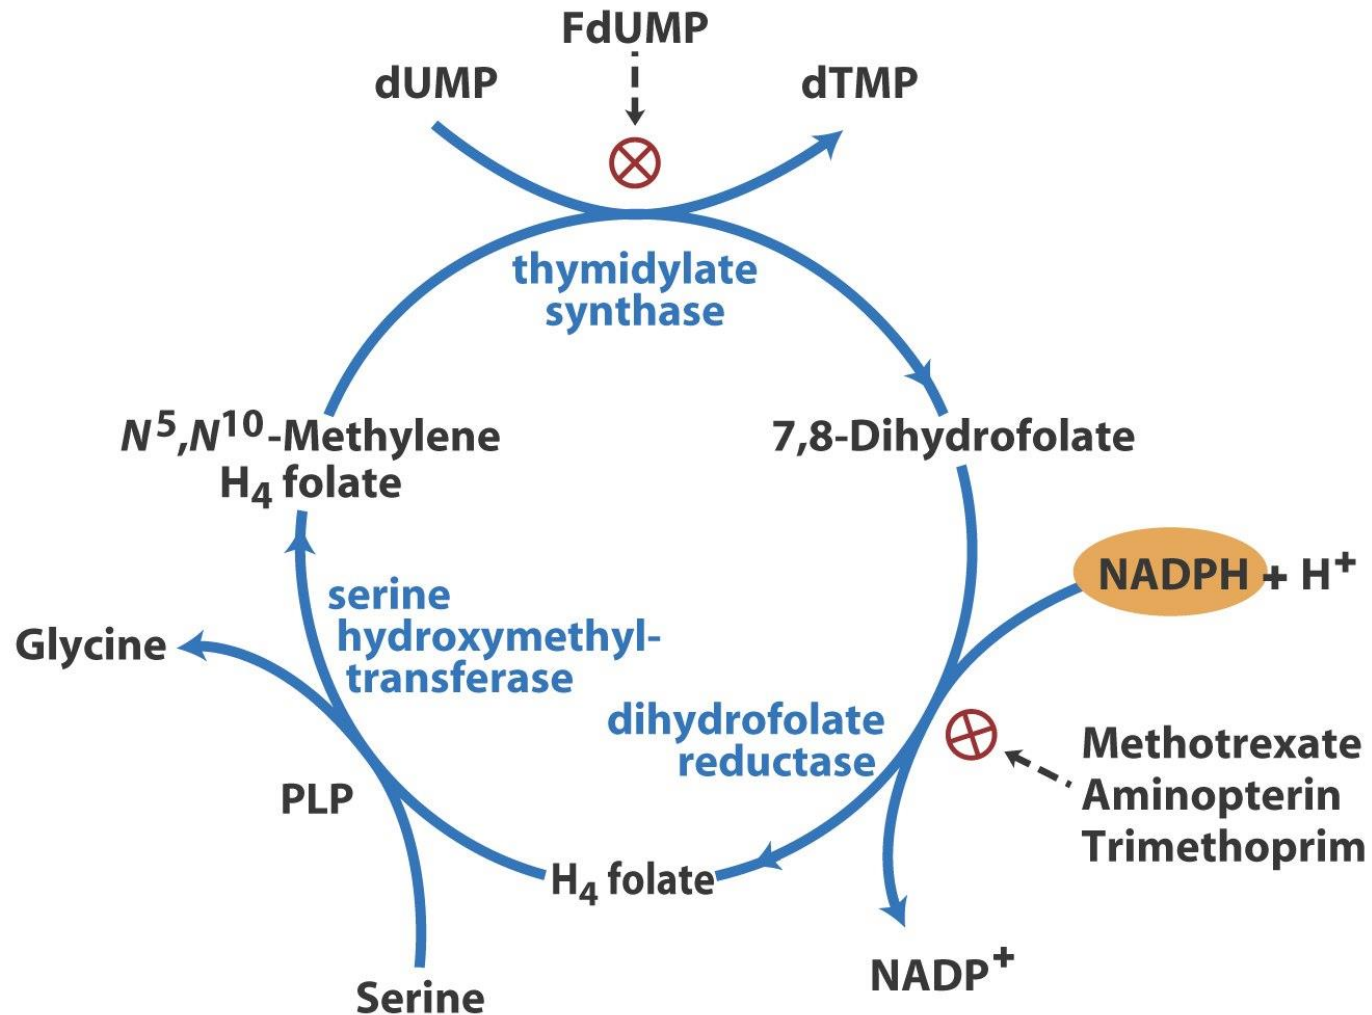 FdUMP
dUMP
dTMP
thymidylate
synthase
N⁵,N¹⁰-Methylene
H₄ folate
7,8-Dihydrofolate
NADPH + H⁺
serine
hydroxymethyl-
transferase
Glycine
dihydrofolate
reductase
Methotrexate
Aminopterin
Trimethoprim
PLP
H₄ folate
NADP⁺
Serine